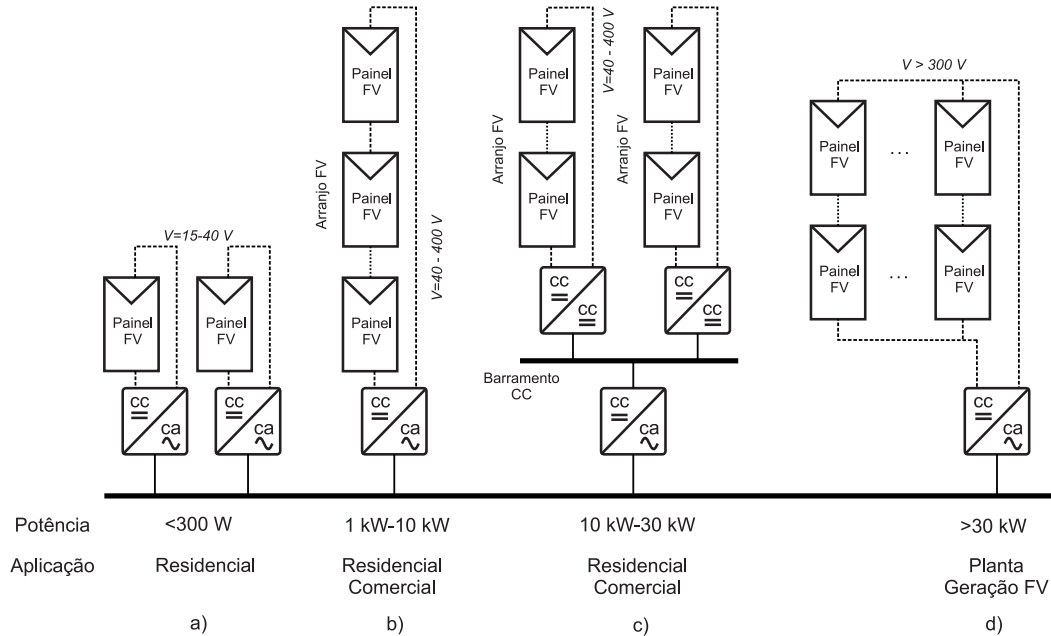 V=15-40 V
Painel
FV
Painel
FV
cc
ca
cc
ca
Painel
FV
Arranjo FV
Painel
FV
V=40 - 400 V
Painel
FV
cc
ca
V=40 - 400 V
Painel
FV
Painel
FV
Arranjo FV
Arranjo FV
Painel
FV
Painel
FV
cc
cc
cc
cc
Barramento
CC
cc
ca
V > 300 V
Painel
FV
. . .
Painel
FV
Painel
FV
. . .
Painel
FV
cc
ca
Potência <300 W 1 kW-10 kW 10 kW-30 kW >30 kW
Aplicação Residencial Residencial Residencial Planta
Comercial Comercial Geração FV
a) b) c) d)